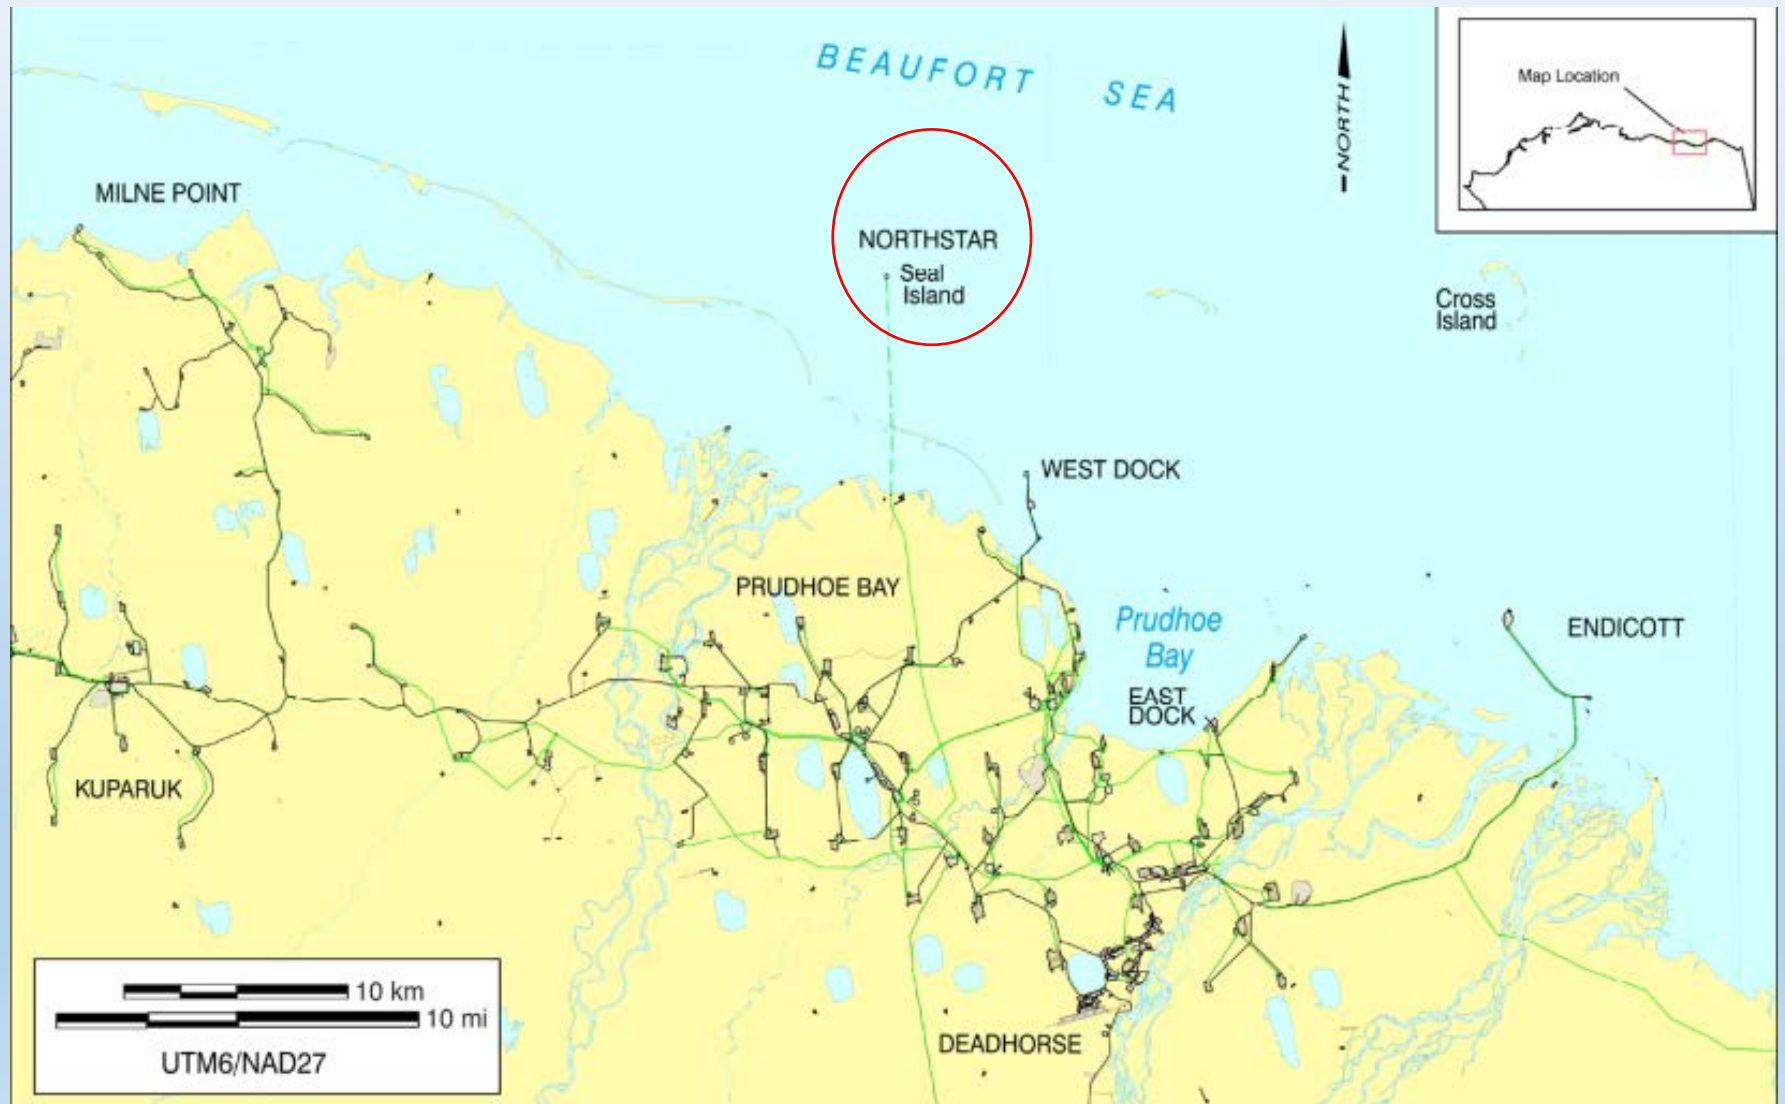 BEAUFORT SEA
NORTH
Map Location
MILNE POINT
NORTHSTAR
Seal
Island
Cross
Island
WEST DOCK
PRUDHOE BAY
Prudhoe
Bay
ENDICOTT
EAST
DOCK
KUPARUK
10 km
10 mi
UTM6/NAD27
DEADHORSE